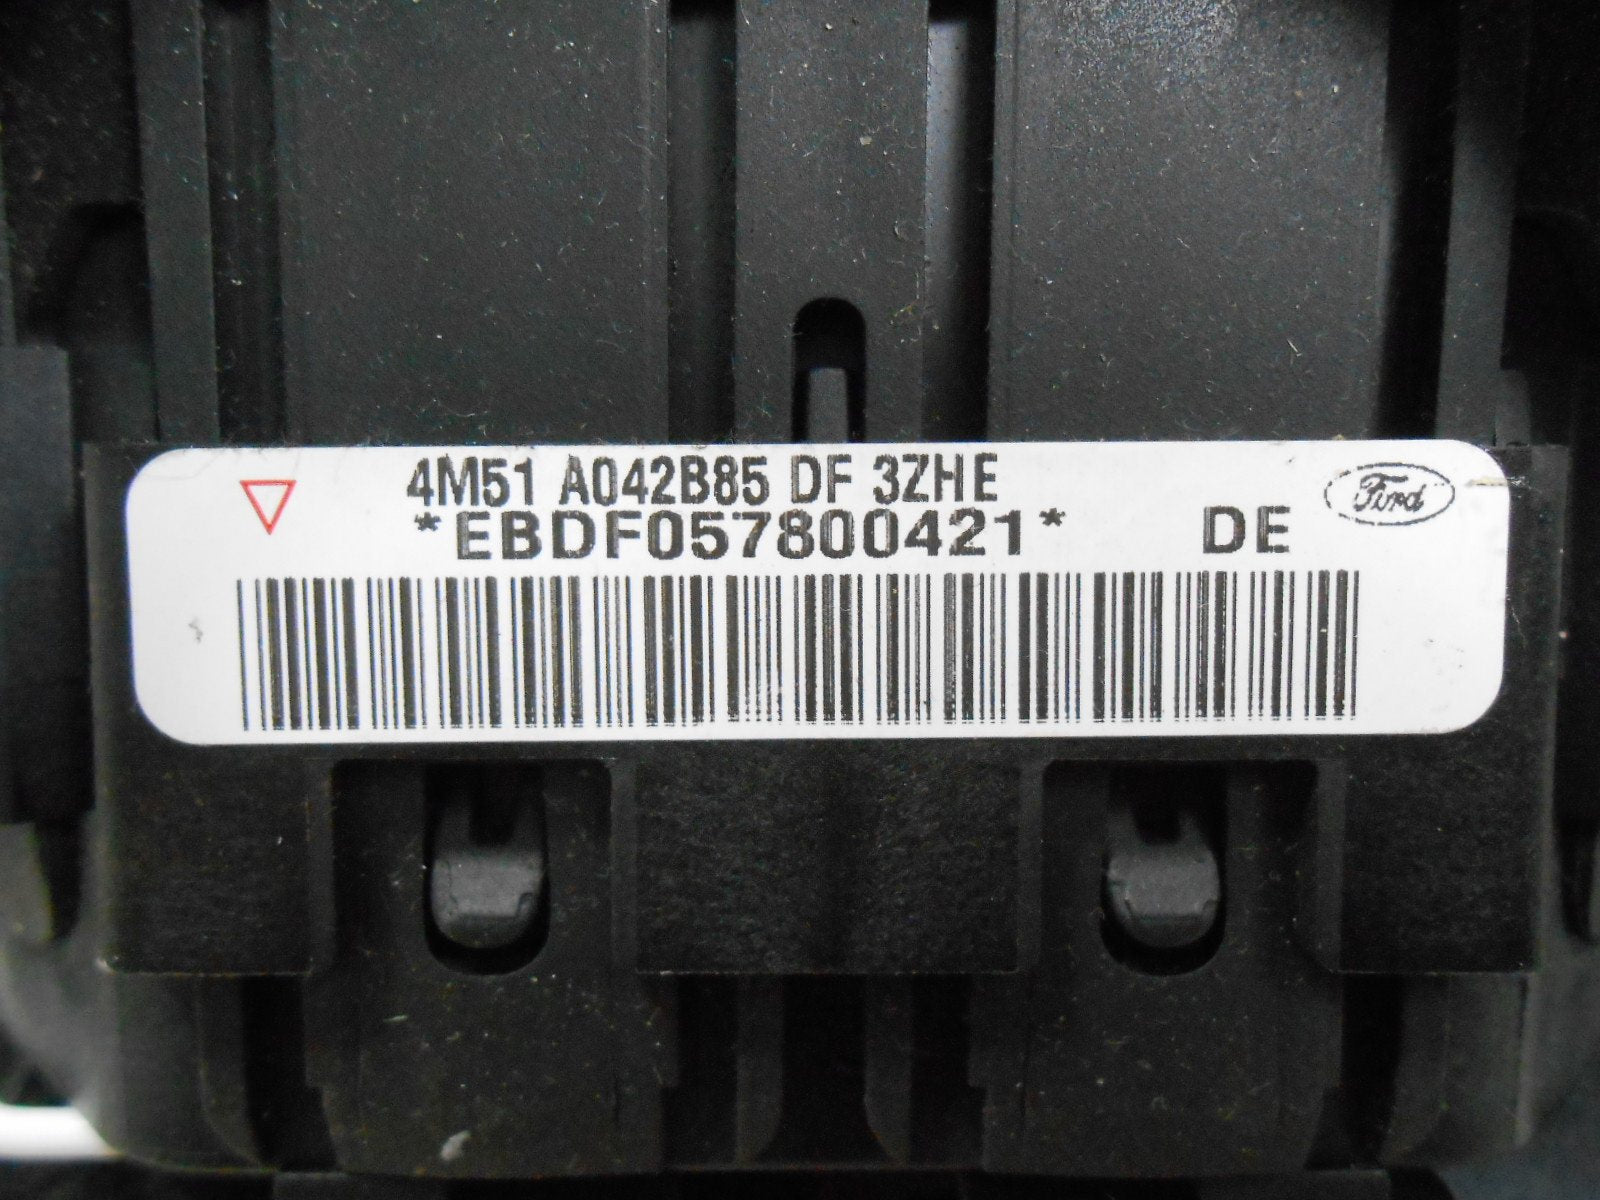 4M51 A042B85 DF 3ZHE
*EBDF057800421* DE
Ford